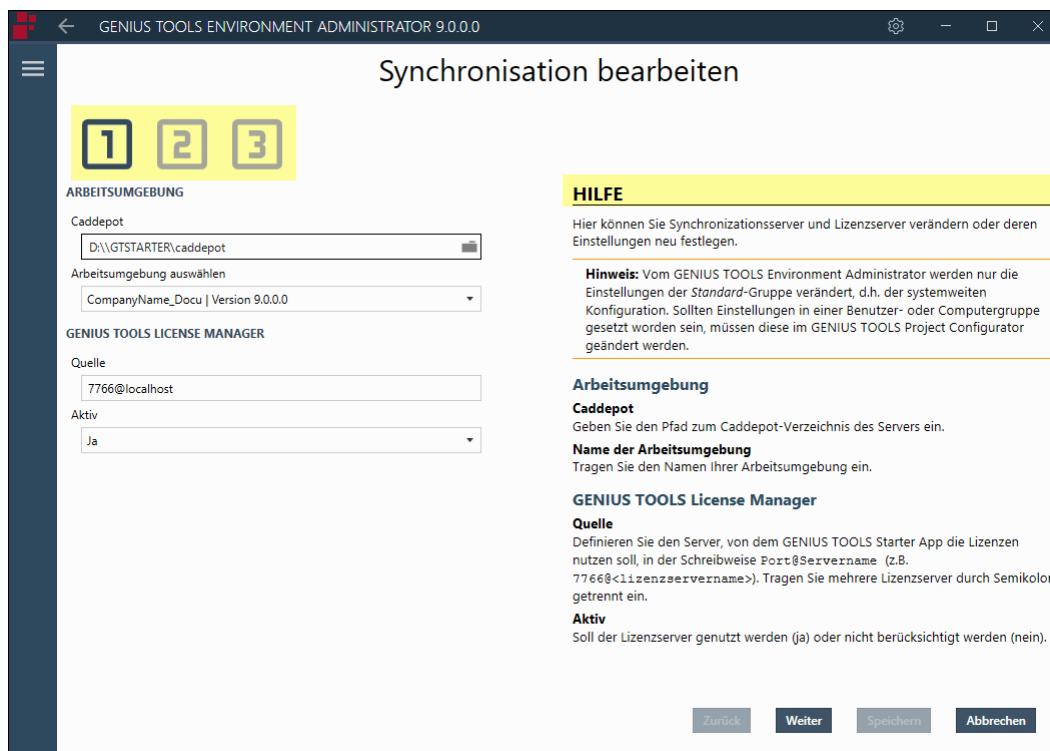 GENIUS TOOLS ENVIRONMENT ADMINISTRATOR 9.0.0.0
Synchronisation bearbeiten
1 2 3
ARBEITSUMGEBUNG
Caddepot
D:\\GTSTARTER\caddepot
Arbeitsumgebung auswählen
CompanyName_Docu | Version 9.0.0.0
GENIUS TOOLS LICENSE MANAGER
Quelle
7766@localhost
Aktiv
Ja
HILFE
Hier können Sie Synchronizationsserver und Lizenzserver verändern oder deren
Einstellungen neu festlegen.
Hinweis: Vom GENIUS TOOLS Environment Administrator werden nur die
Einstellungen der Standard-Gruppe verändert, d.h. der systemweiten
Konfiguration. Sollten Einstellungen in einer Benutzer- oder Computergruppe
gesetzt worden sein, müssen diese im GENIUS TOOLS Project Configurator
geändert werden.
Arbeitsumgebung
Caddepot
Geben Sie den Pfad zum Caddepot-Verzeichnis des Servers ein.
Name der Arbeitsumgebung
Tragen Sie den Namen Ihrer Arbeitsumgebung ein.
GENIUS TOOLS License Manager
Quelle
Definieren Sie den Server, von dem GENIUS TOOLS Starter App die Lizenzen
nutzen soll, in der Schreibweise Port@Servername (z.B.
7766@<lizenzservername>). Tragen Sie mehrere Lizenzserver durch Semikolon
getrennt ein.
Aktiv
Soll der Lizenzserver genutzt werden (ja) oder nicht berücksichtigt werden (nein).
Zurück Weiter Speichern Abbrechen